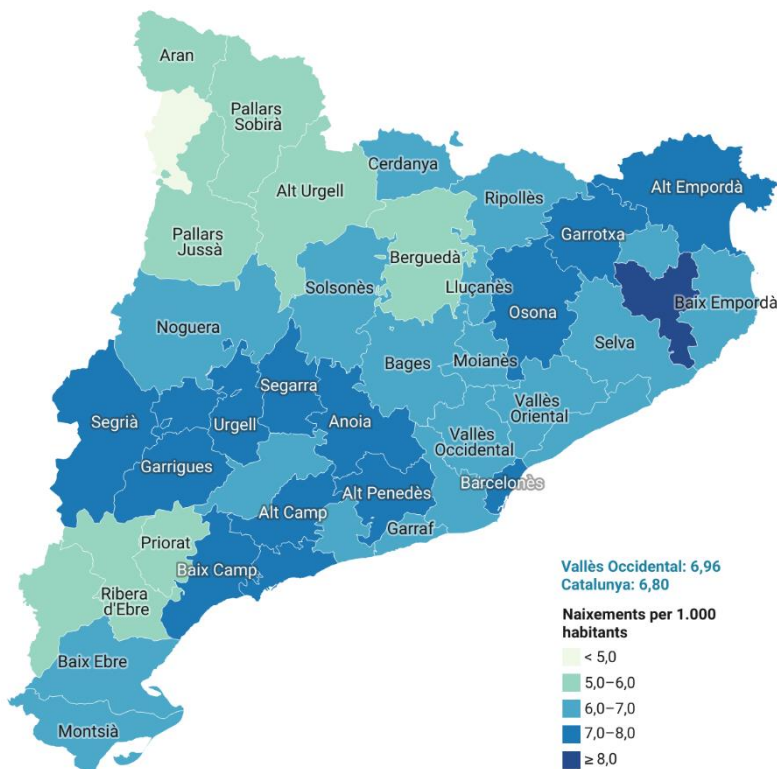 Aran
Pallars
Sobirà
Cerdanya
Alt Urgell
Ripollès
Alt Empordà
Pallars
Jussà
Garrotxa
Berguedà
Solsonès
Lluçanès
Baix Empordà
Osona
Noguera
Selva
Bages
Moianès
Segarra
Vallès
Oriental
Segrià
Urgell
Anoia
Vallès
Occidental
Garrigues
Barcelonès
Alt Penedès
Alt Camp
Garraf
Priorat
Baix Camp
Ribera
d'Ebre
Baix Ebre
Montsià
Vallès Occidental: 6,96
Catalunya: 6,80
Naixements per 1.000
habitants
< 5,0
5,0–6,0
6,0–7,0
7,0–8,0
≥ 8,0